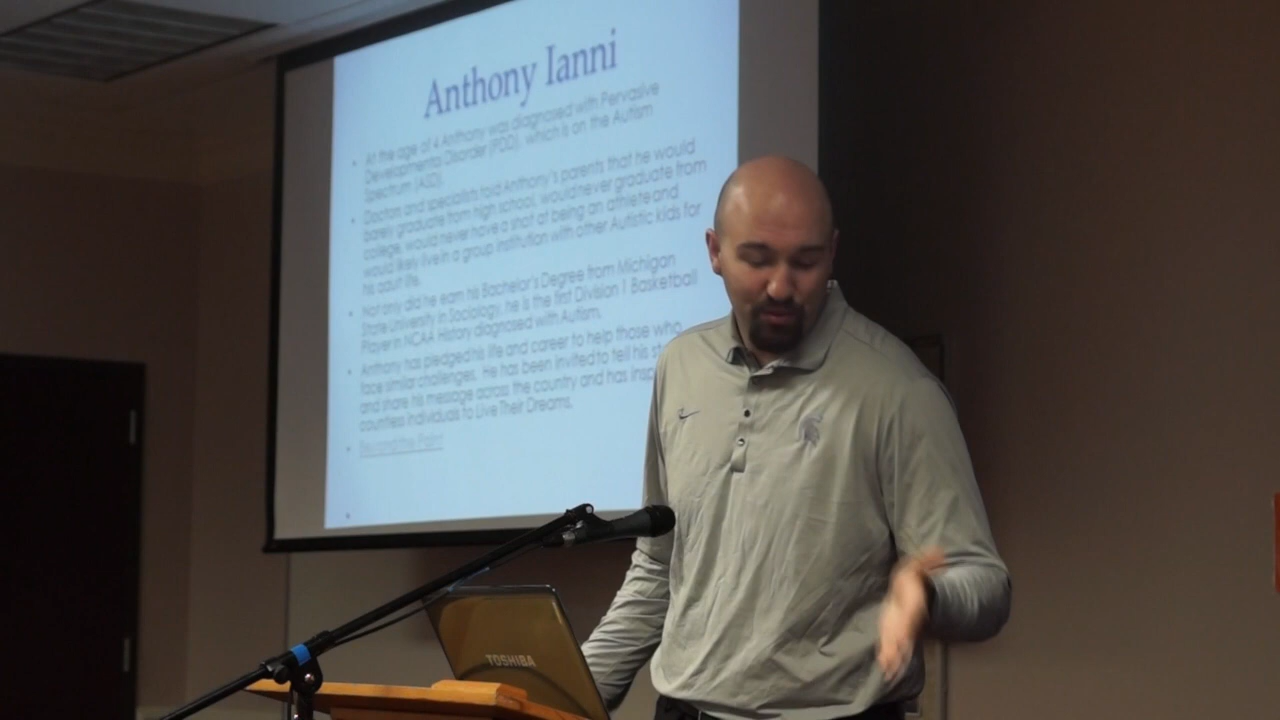 Anthony Ianni
At the age of 4 Anthony was diagnosed with Pervasive
Developmental Disorder (PDD), which is on the Autism
Spectrum (ASD).
Doctors and specialists told Anthony's parents that he would
barely graduate from high school, would never graduate from
college, would never have a shot at being an athlete and
would likely live in a group institution with other Autistic kids for
his adult life.
Not only did he earn his Bachelor's Degree from Michigan
State University in Sociology, he is the first Division 1 Basketball
Player in NCAA History diagnosed with Autism.
Anthony has pledged his life and career to help those who
face similar challenges. He has been invited to tell his st
and share his message across the country and has insp
countless individuals to Live Their Dreams.
TOSHIBA